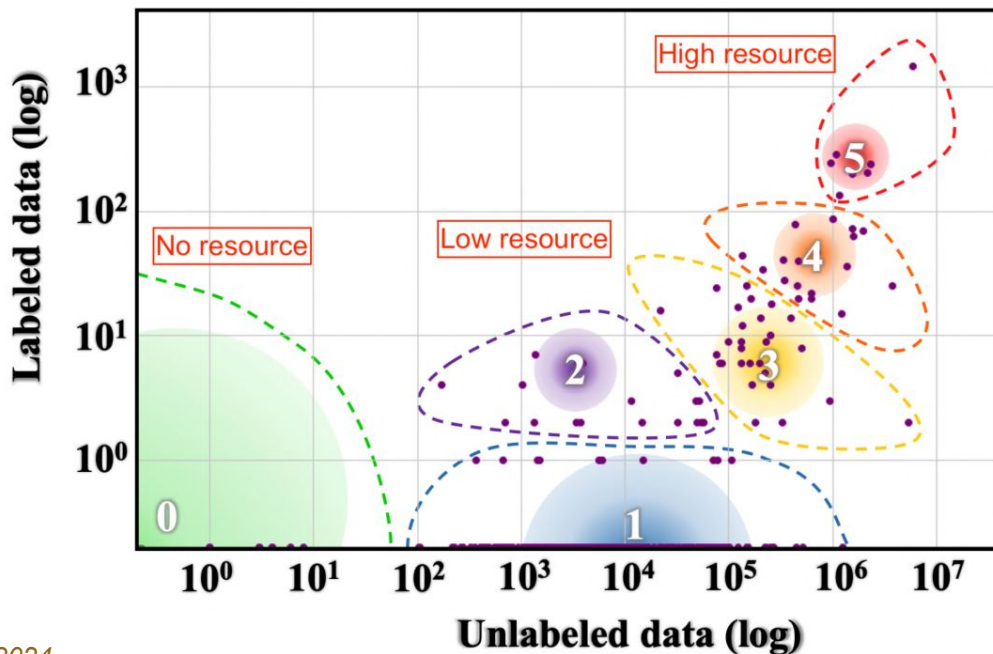 High resource
10³
Labeled data (log)
5
10²
No resource
Low resource
4
10¹
2
3
10⁰
0
1
10⁰ 10¹ 10² 10³ 10⁴ 10⁵ 10⁶ 10⁷
Unlabeled data (log)